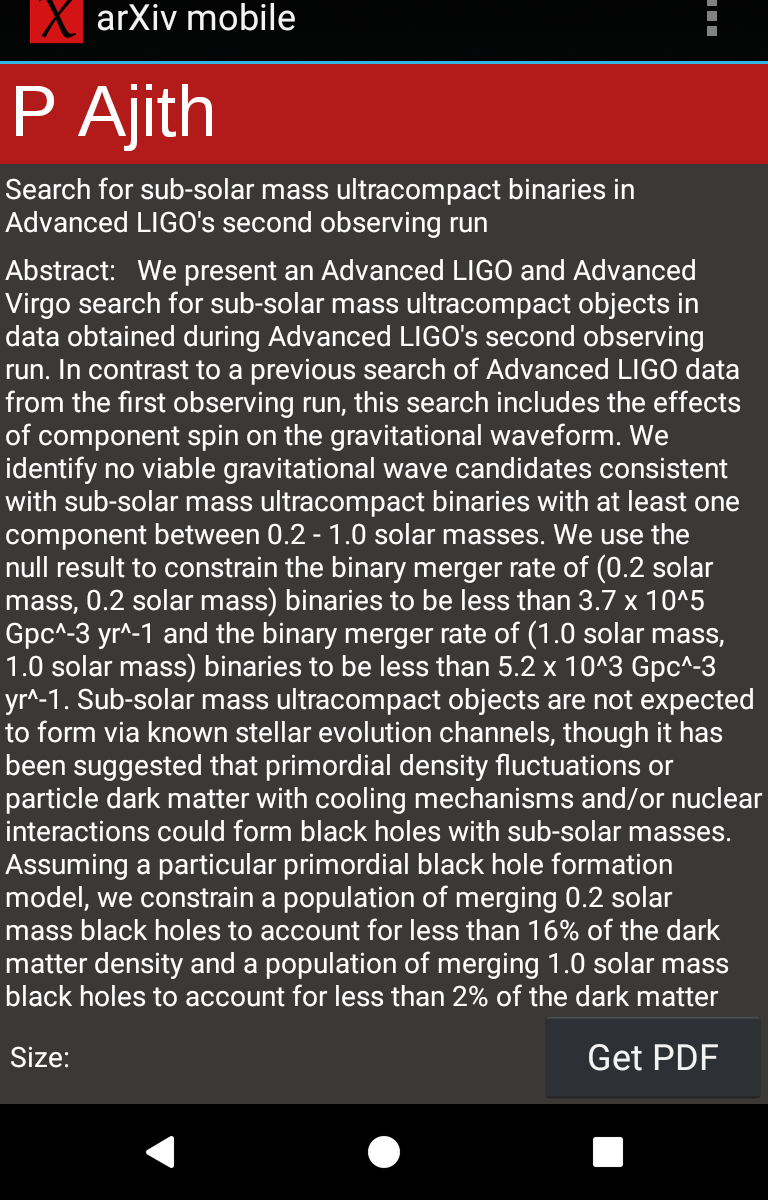 arXiv mobile
P Ajith
Search for sub-solar mass ultracompact binaries in
Advanced LIGO's second observing run
Abstract:   We present an Advanced LIGO and Advanced
Virgo search for sub-solar mass ultracompact objects in
data obtained during Advanced LIGO's second observing
run. In contrast to a previous search of Advanced LIGO data
from the first observing run, this search includes the effects
of component spin on the gravitational waveform. We
identify no viable gravitational wave candidates consistent
with sub-solar mass ultracompact binaries with at least one
component between 0.2 - 1.0 solar masses. We use the
null result to constrain the binary merger rate of (0.2 solar
mass, 0.2 solar mass) binaries to be less than 3.7 x 10^5
Gpc^-3 yr^-1 and the binary merger rate of (1.0 solar mass,
1.0 solar mass) binaries to be less than 5.2 x 10^3 Gpc^-3
yr^-1. Sub-solar mass ultracompact objects are not expected
to form via known stellar evolution channels, though it has
been suggested that primordial density fluctuations or
particle dark matter with cooling mechanisms and/or nuclear
interactions could form black holes with sub-solar masses.
Assuming a particular primordial black hole formation
model, we constrain a population of merging 0.2 solar
mass black holes to account for less than 16% of the dark
matter density and a population of merging 1.0 solar mass
black holes to account for less than 2% of the dark matter
Size:
Get PDF